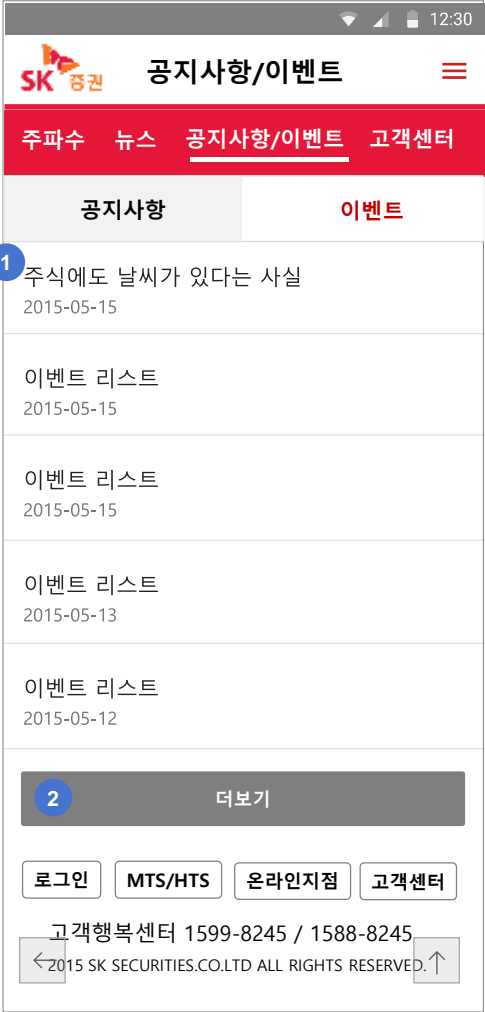 12:30
SK 증권 공지사항/이벤트
주파수 뉴스 공지사항/이벤트 고객센터
공지사항 이벤트
1
주식에도 날씨가 있다는 사실
2015-05-15
이벤트 리스트
2015-05-15
이벤트 리스트
2015-05-15
이벤트 리스트
2015-05-13
이벤트 리스트
2015-05-12
2 더보기
로그인 MTS/HTS 온라인지점 고객센터
고객행복센터 1599-8245 / 1588-8245
2015 SK SECURITIES.CO.LTD ALL RIGHTS RESERVED.